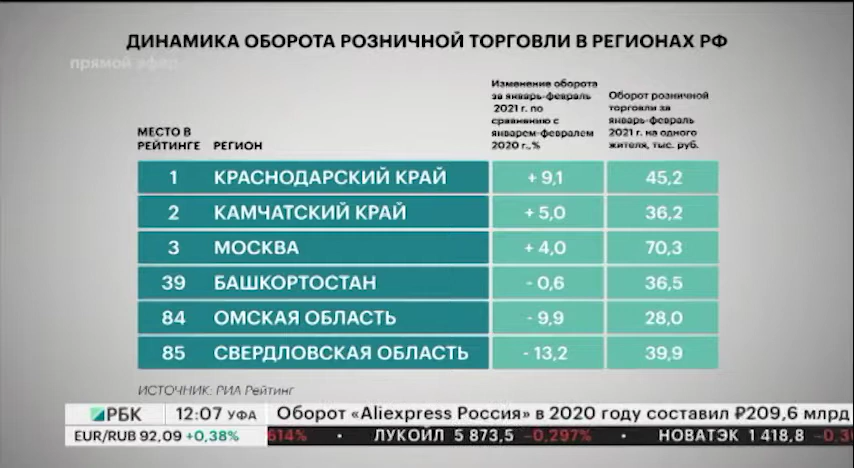 ДИНАМИКА ОБОРОТА РОЗНИЧНОЙ ТОРГОВЛИ В РЕГИОНАХ РФ
прямой эфир
МЕСТО В
РЕЙТИНГЕ
РЕГИОН
Изменение оборота
за январь-февраль
2021 г. по
сравнению с
январем-февралем
2020 г.,%
Оборот розничной
торговли за
январь-февраль
2021 г. на одного
жителя, тыс. руб.
1 КРАСНОДАРСКИЙ КРАЙ + 9,1 45,2
2 КАМЧАТСКИЙ КРАЙ + 5,0 36,2
3 МОСКВА + 4,0 70,3
39 БАШКОРТОСТАН - 0,6 36,5
84 ОМСКАЯ ОБЛАСТЬ - 9,9 28,0
85 СВЕРДЛОВСКАЯ ОБЛАСТЬ - 13,2 39,9
ИСТОЧНИК: РИА Рейтинг
РБК 12:07 УФА Оборот «Aliexpress Россия» в 2020 году составил ₽209,6 млрд
EUR/RUB 92,09 +0,38% 614% • ЛУКОЙЛ 5 873,5 -0,297% • НОВАТЭК 1 418,8